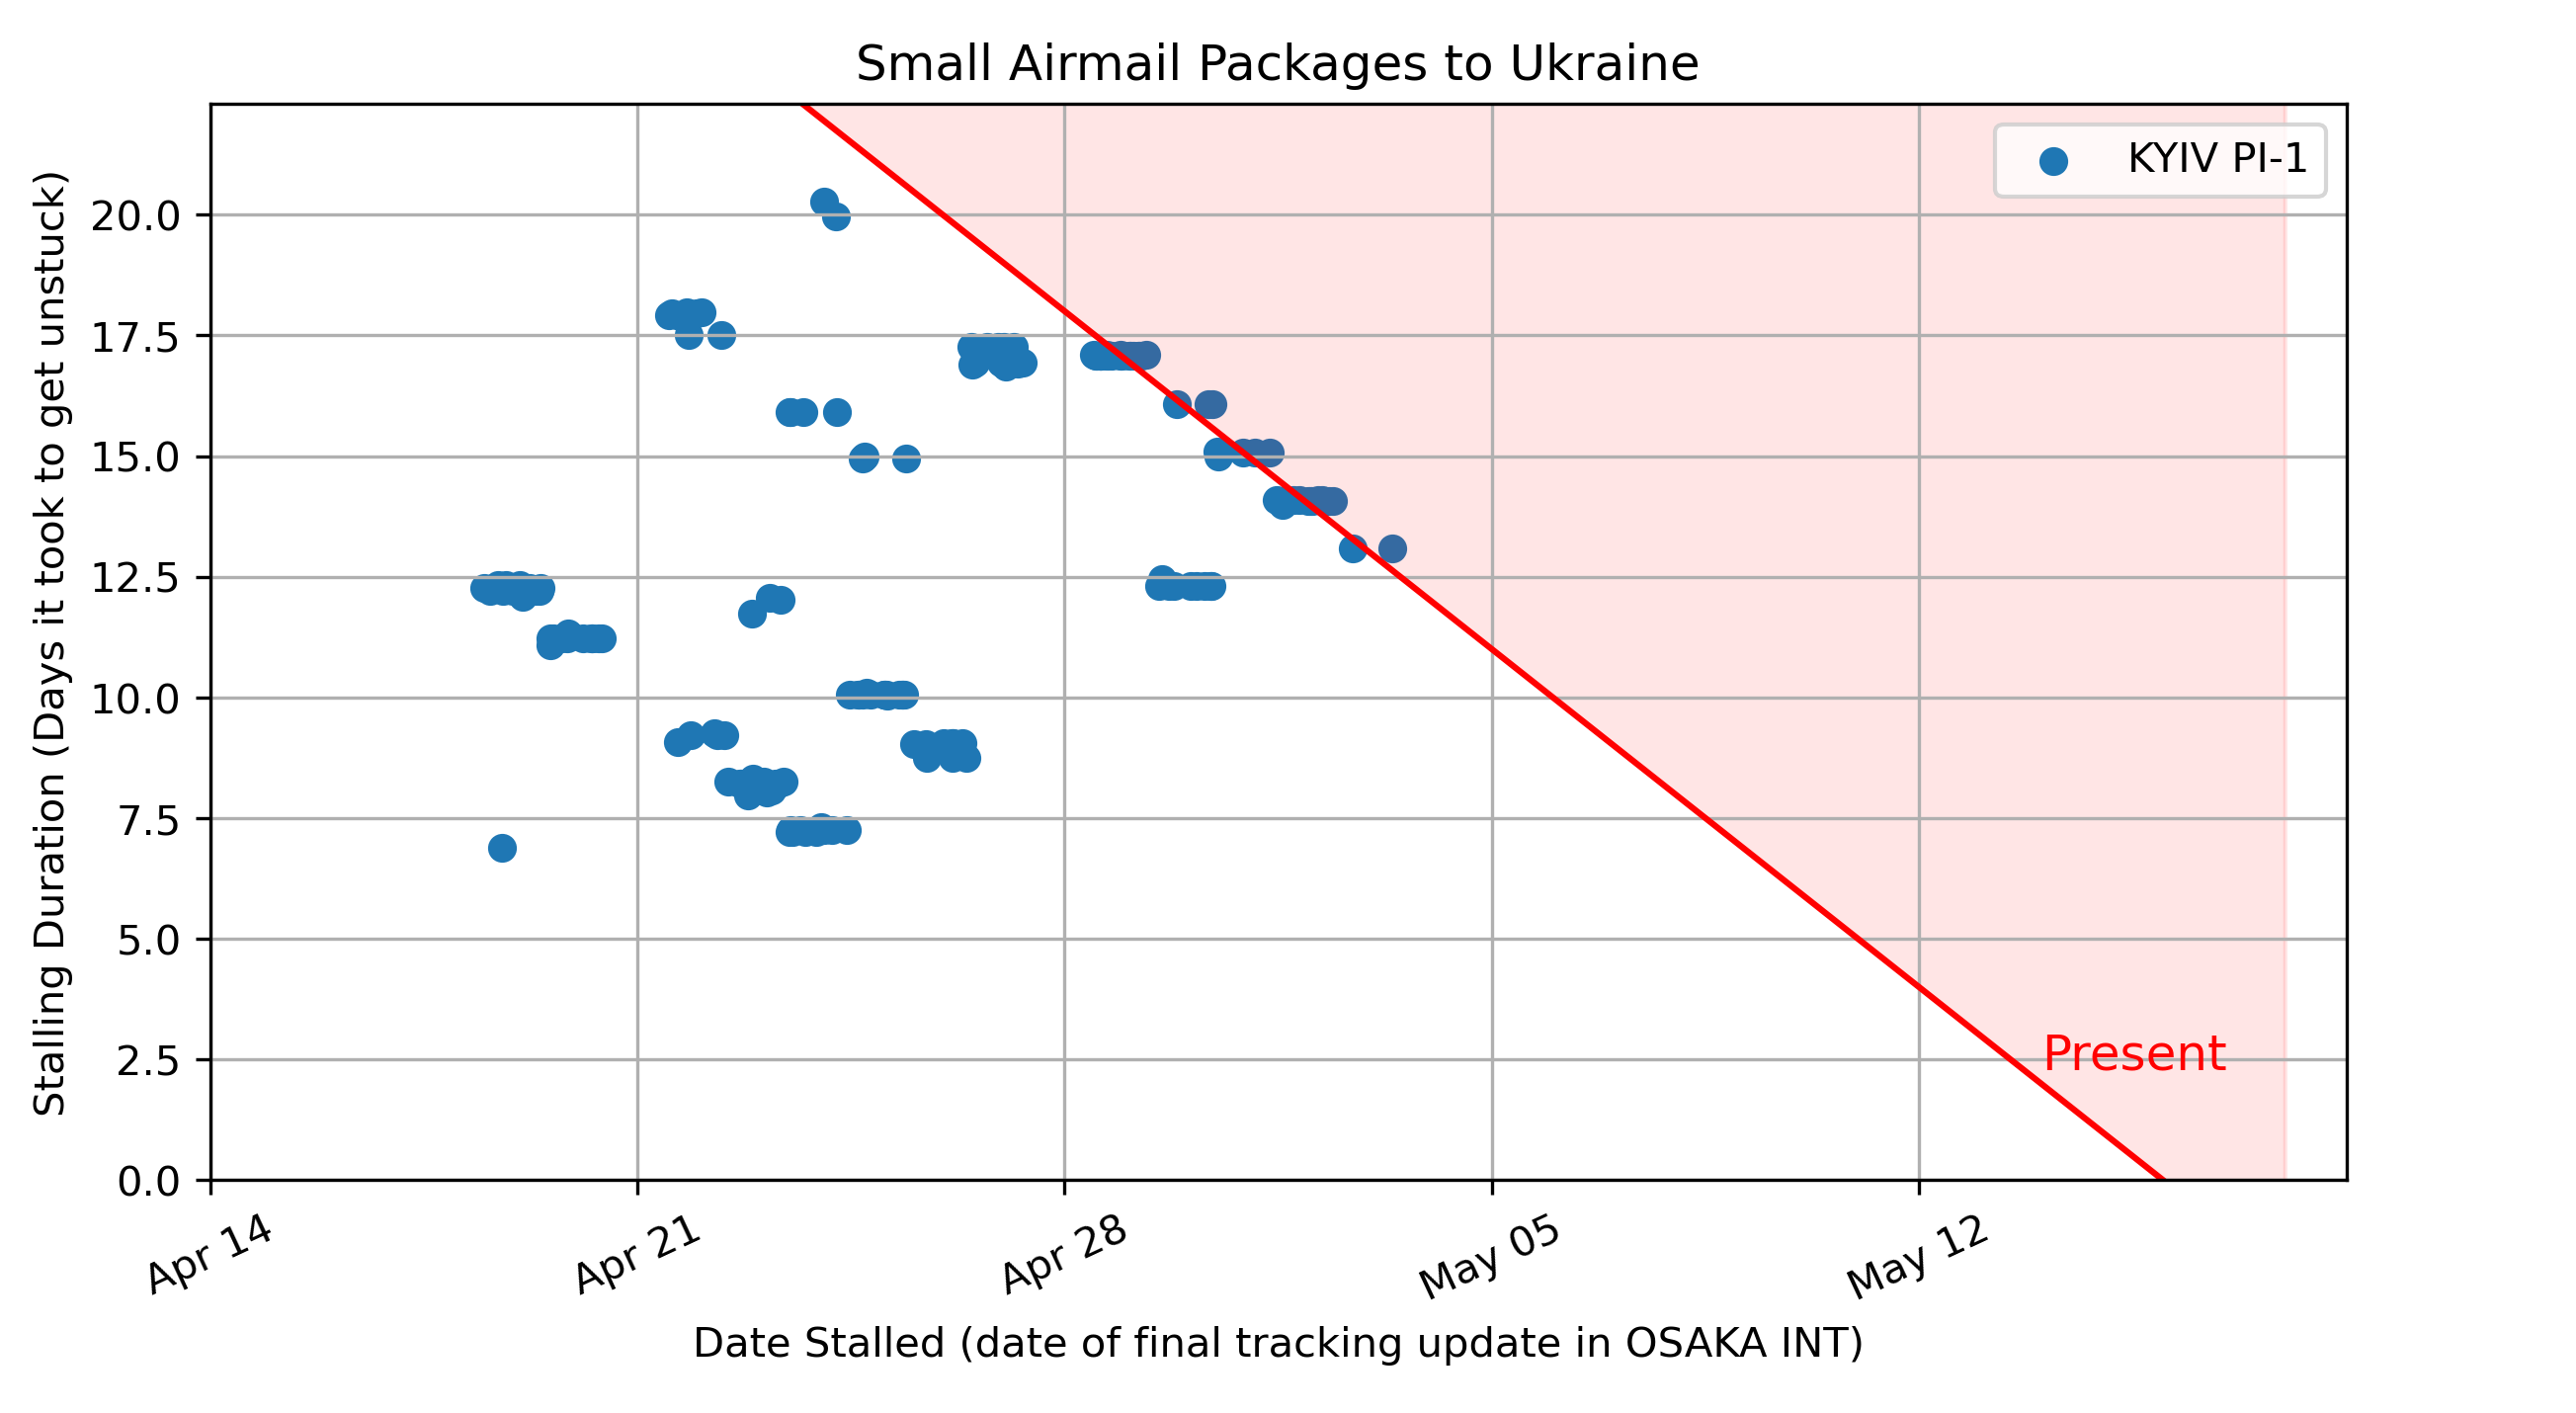 Small Airmail Packages to Ukraine
KYIV PI-1
Stalling Duration (Days it took to get unstuck)
20.0
17.5
15.0
12.5
10.0
7.5
5.0
2.5
0.0
Present
Apr 14
Apr 21
Apr 28
May 05
May 12
Date Stalled (date of final tracking update in OSAKA INT)